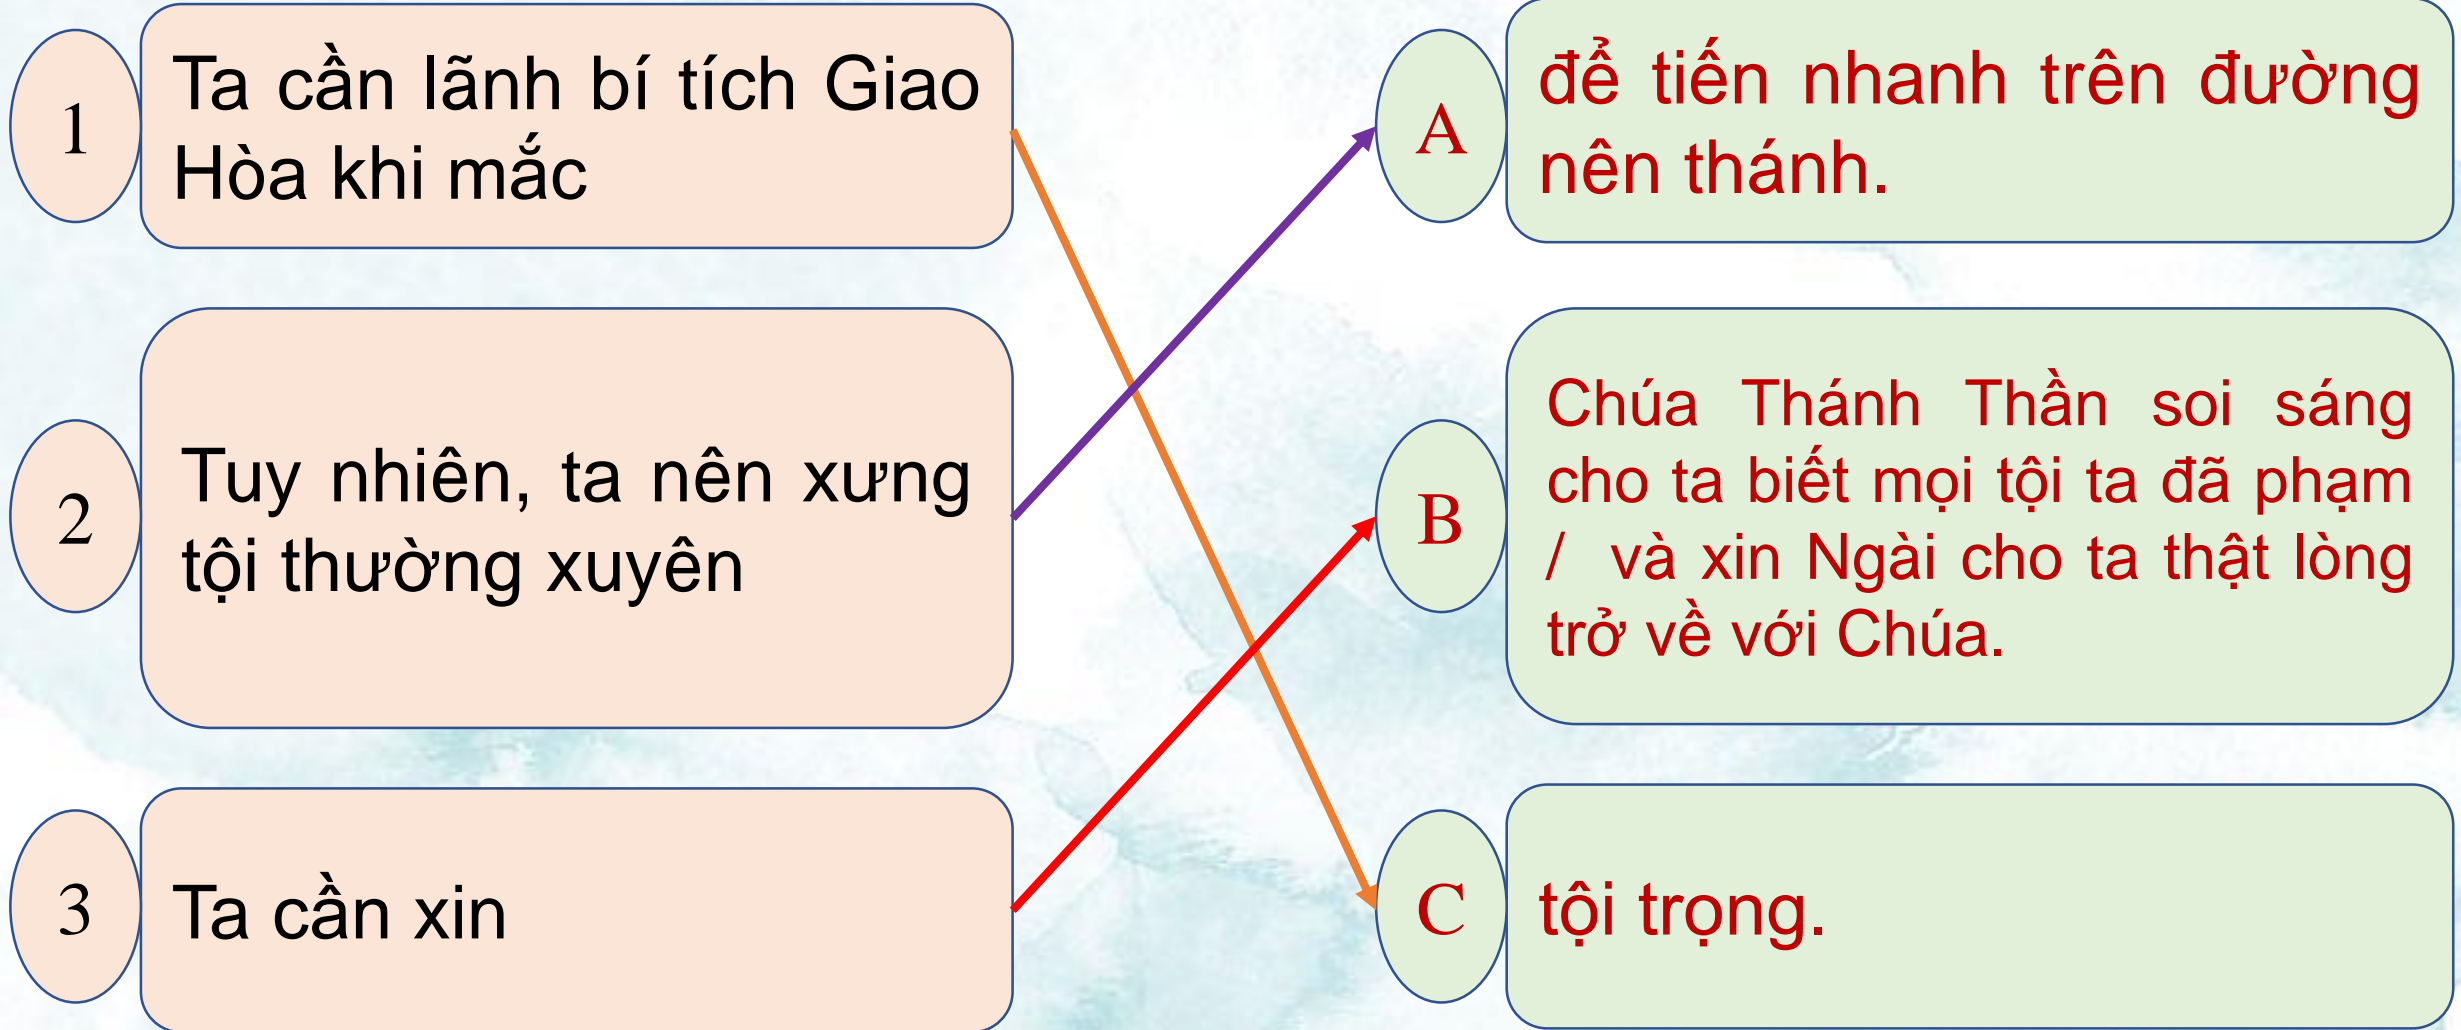 1
Ta cần lãnh bí tích Giao
Hòa khi mắc
A
để tiến nhanh trên đường
nên thánh.
2
Tuy nhiên, ta nên xưng
tội thường xuyên
B
Chúa Thánh Thần soi sáng
cho ta biết mọi tội ta đã phạm
/ và xin Ngài cho ta thật lòng
trở về với Chúa.
3
Ta cần xin
C
tội trọng.